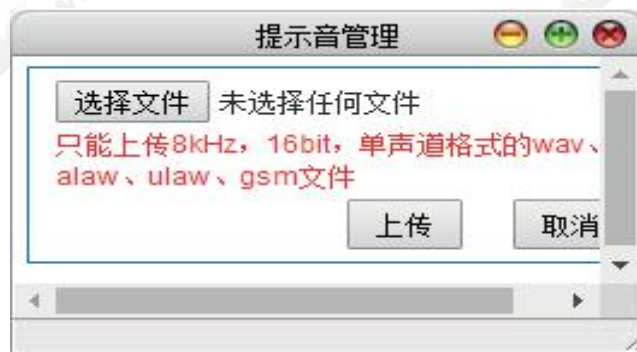 提示音管理
选择文件 未选择任何文件
只能上传8kHz，16bit，单声道格式的wav、
alaw、ulaw、gsm文件
上传 取消